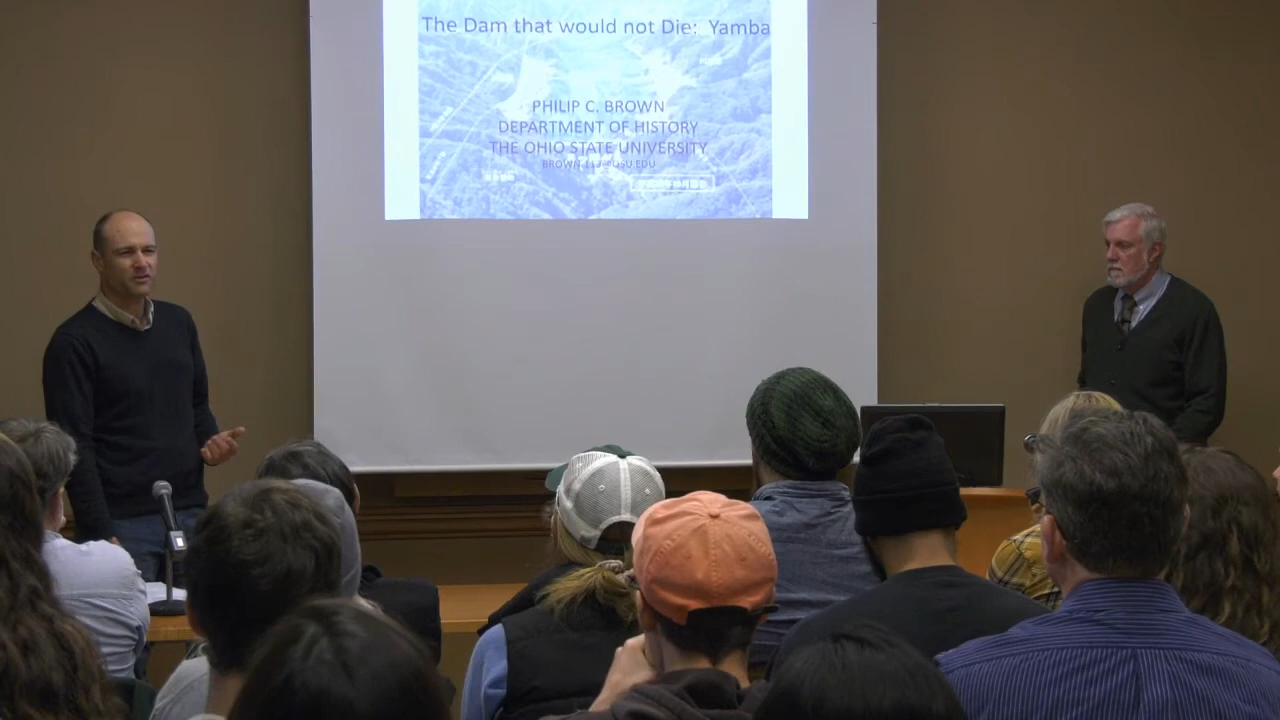 The Dam that would not Die: Yamba
PHILIP C. BROWN
DEPARTMENT OF HISTORY
THE OHIO STATE UNIVERSITY